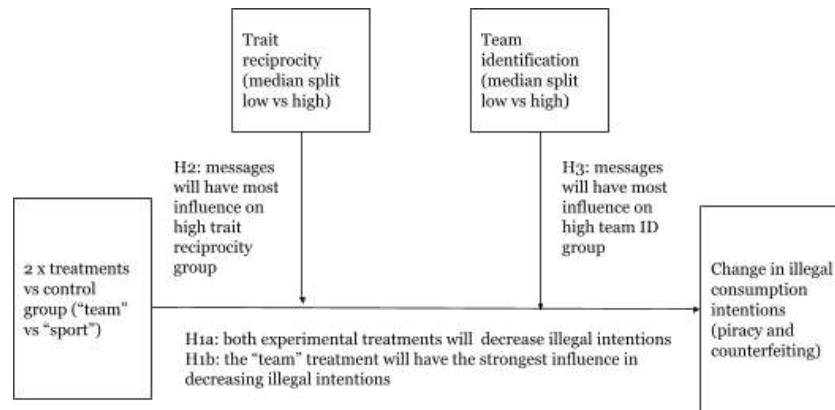 Trait
reciprocity
(median split
low vs high)
Team
identification
(median split
low vs high)
H2: messages
will have most
influence on
high trait
reciprocity
group
H3: messages
will have most
influence on
high team ID
group
2 x treatments
vs control
group (“team”
vs “sport”)
Change in illegal
consumption
intentions
(piracy and
counterfeiting)
H1a: both experimental treatments will decrease illegal intentions
H1b: the “team” treatment will have the strongest influence in
decreasing illegal intentions